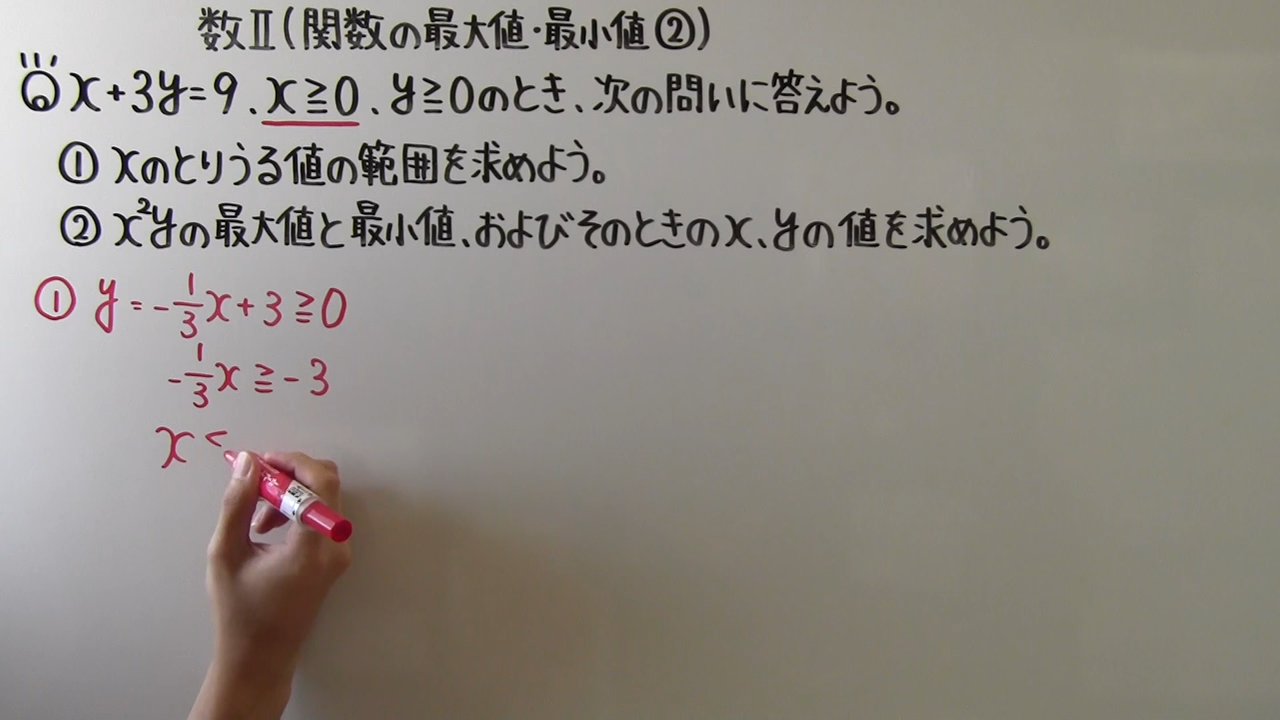 数Ⅱ(関数の最大値・最小値②)
x+3y=9、x≧0、y≧0のとき、次の問いに答えよう。
① xのとりうる値の範囲を求めよう。
② x²yの最大値と最小値、およびそのときのx、yの値を求めよう。
① y=-1/3x+3≧0
-1/3x≧-3
x<